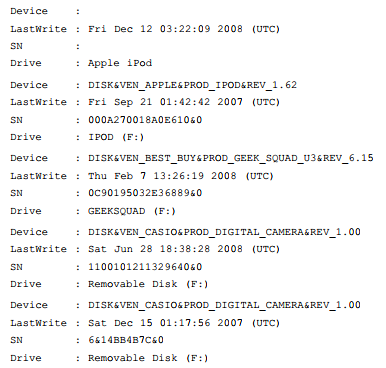 Device    :
LastWrite : Fri Dec 12 03:22:09 2008 (UTC)
SN        :
Drive     : Apple iPod
Device    : DISK&VEN_APPLE&PROD_IPOD&REV_1.62
LastWrite : Fri Sep 21 01:42:42 2007 (UTC)
SN        : 000A270018A0E610&0
Drive     : IPOD (F:)
Device    : DISK&VEN_BEST_BUY&PROD_GEEK_SQUAD_U3&REV_6.15
LastWrite : Thu Feb 7 13:26:19 2008 (UTC)
SN        : 0C90195032E36889&0
Drive     : GEEKSQUAD (F:)
Device    : DISK&VEN_CASIO&PROD_DIGITAL_CAMERA&REV_1.00
LastWrite : Sat Jun 28 18:38:28 2008 (UTC)
SN        : 1100101211329640&0
Drive     : Removable Disk (F:)
Device    : DISK&VEN_CASIO&PROD_DIGITAL_CAMERA&REV_1.00
LastWrite : Sat Dec 15 01:17:56 2007 (UTC)
SN        : 6&14BB4B7C&0
Drive     : Removable Disk (F:)